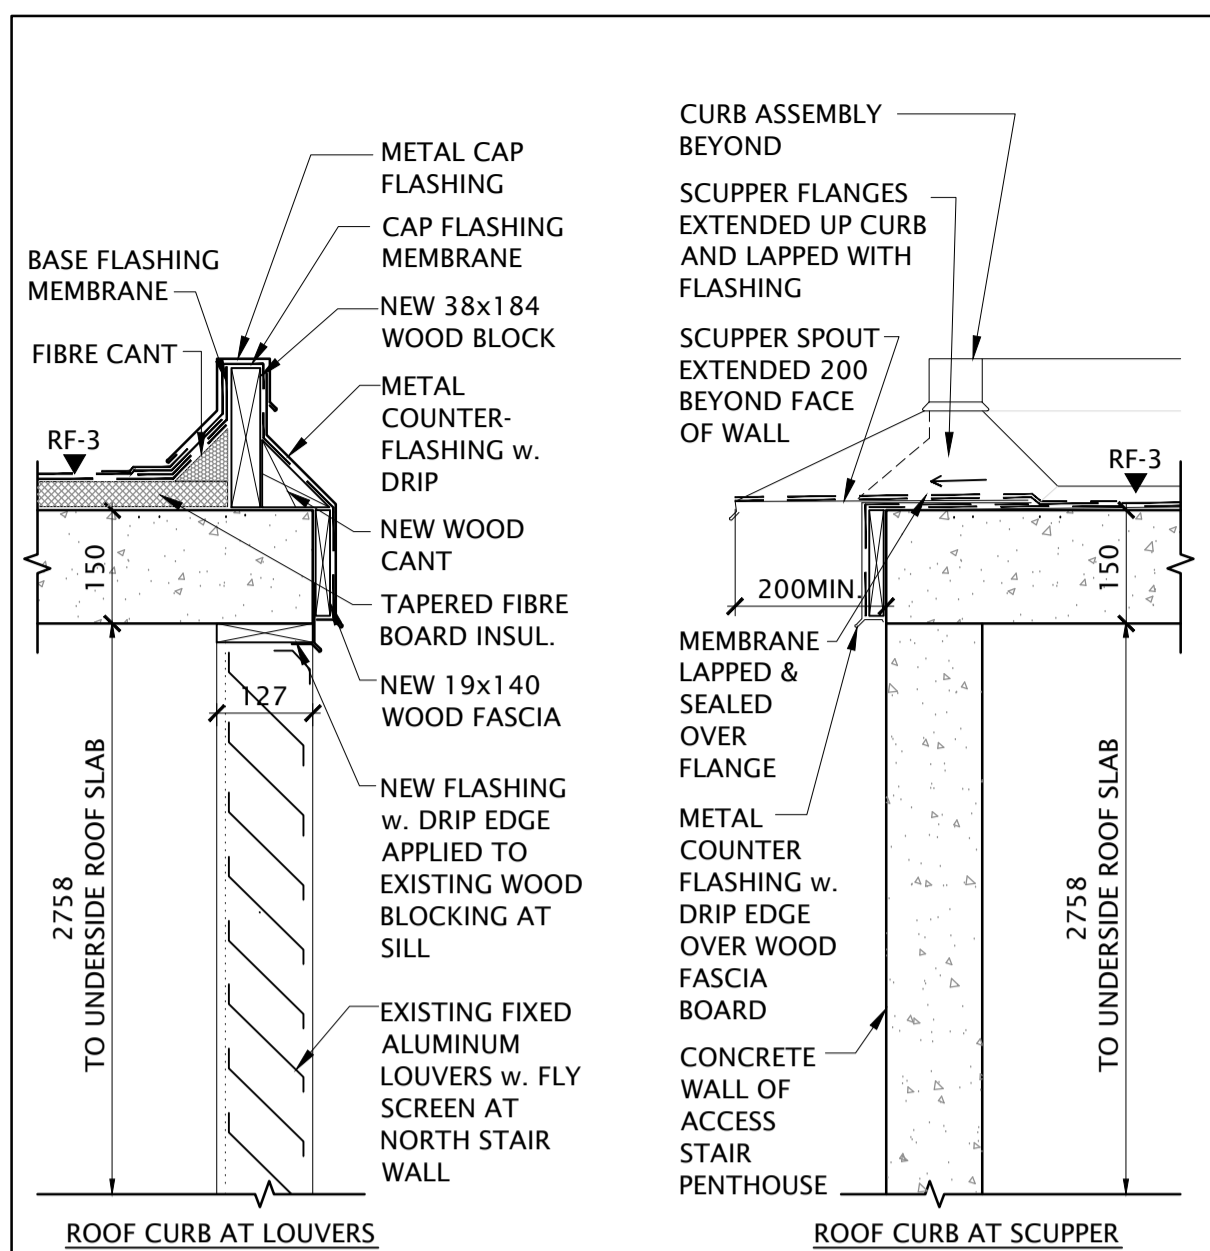 METAL CAP
FLASHING
CAP FLASHING
MEMBRANE
BASE FLASHING
MEMBRANE
NEW 38x184
WOOD BLOCK
FIBRE CANT
METAL
COUNTER-
FLASHING w.
DRIP
RF-3
NEW WOOD
CANT
150
TAPERED FIBRE
BOARD INSUL.
NEW 19x140
WOOD FASCIA
127
NEW FLASHING
w. DRIP EDGE
APPLIED TO
EXISTING WOOD
BLOCKING AT
SILL
2758
TO UNDERSIDE ROOF SLAB
EXISTING FIXED
ALUMINUM
LOUVERS w. FLY
SCREEN AT
NORTH STAIR
WALL
ROOF CURB AT LOUVERS
CURB ASSEMBLY
BEYOND
SCUPPER FLANGES
EXTENDED UP CURB
AND LAPPED WITH
FLASHING
SCUPPER SPOUT
EXTENDED 200
BEYOND FACE
OF WALL
RF-3
200MIN.
150
MEMBRANE
LAPPED &
SEALED
OVER
FLANGE
METAL
COUNTER
FLASHING w.
DRIP EDGE
OVER WOOD
FASCIA
BOARD
2758
TO UNDERSIDE ROOF SLAB
CONCRETE
WALL OF
ACCESS
STAIR
PENTHOUSE
ROOF CURB AT SCUPPER